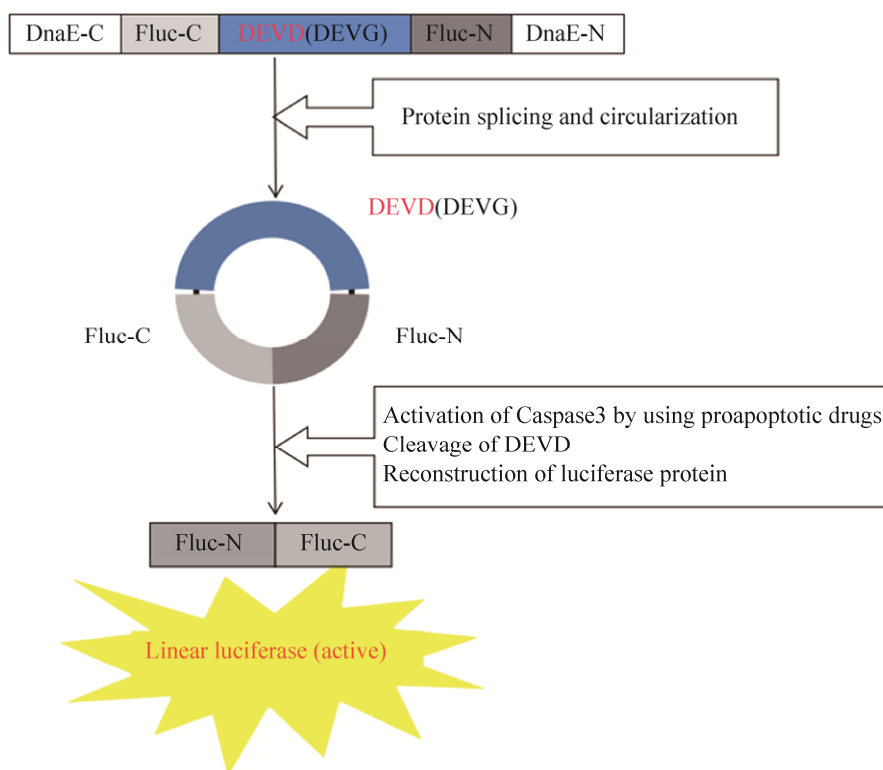 DnaE-C Fluc-C DEVD(DEVG) Fluc-N DnaE-N
Protein splicing and circularization
DEVD(DEVG)
Fluc-C Fluc-N
Activation of Caspase3 by using proapoptotic drugs
Cleavage of DEVD
Reconstruction of luciferase protein
Fluc-N Fluc-C
Linear luciferase (active)